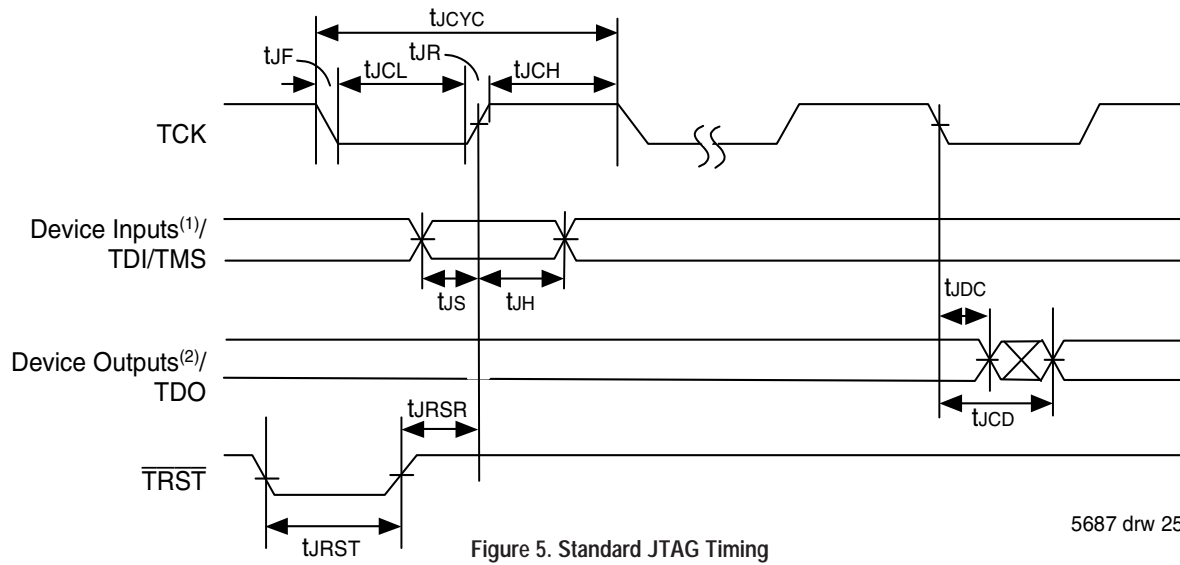 tJCYC
tJF
tJR
tJCL
tJCH
TCK
Device Inputs(1)/
TDI/TMS
tJS
tJH
tJDC
Device Outputs(2)/
TDO
tJRSR
tJCD
TRST
tJRST
5687 drw 25
Figure 5. Standard JTAG Timing